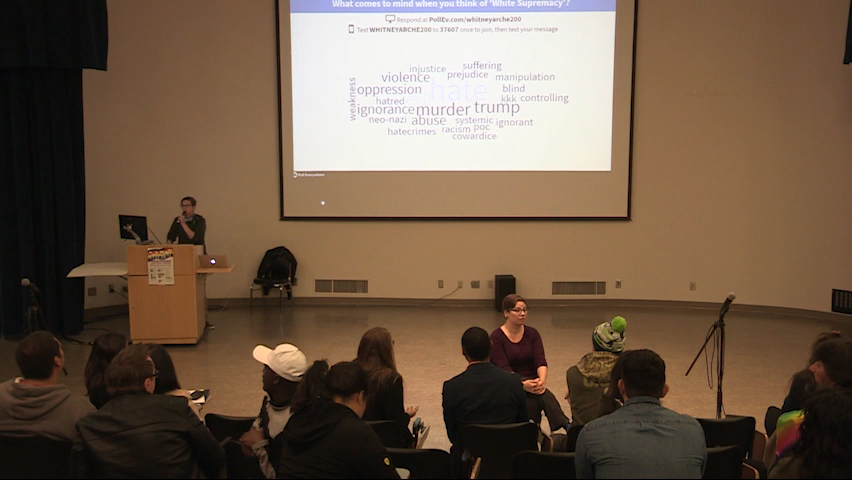 What comes to mind when you think of 'White Supremacy'?
Respond at PollEv.com/whitneyarche200
Text WHITNEYARCHE200 to 37607 once to join, then text your message
injustice suffering
violence prejudice manipulation
weakness
oppression hate blind
hatred kkk controlling
ignorance murder trump
neo-nazi abuse systemic ignorant
hatecrimes racism poc
cowardice
Poll Everywhere